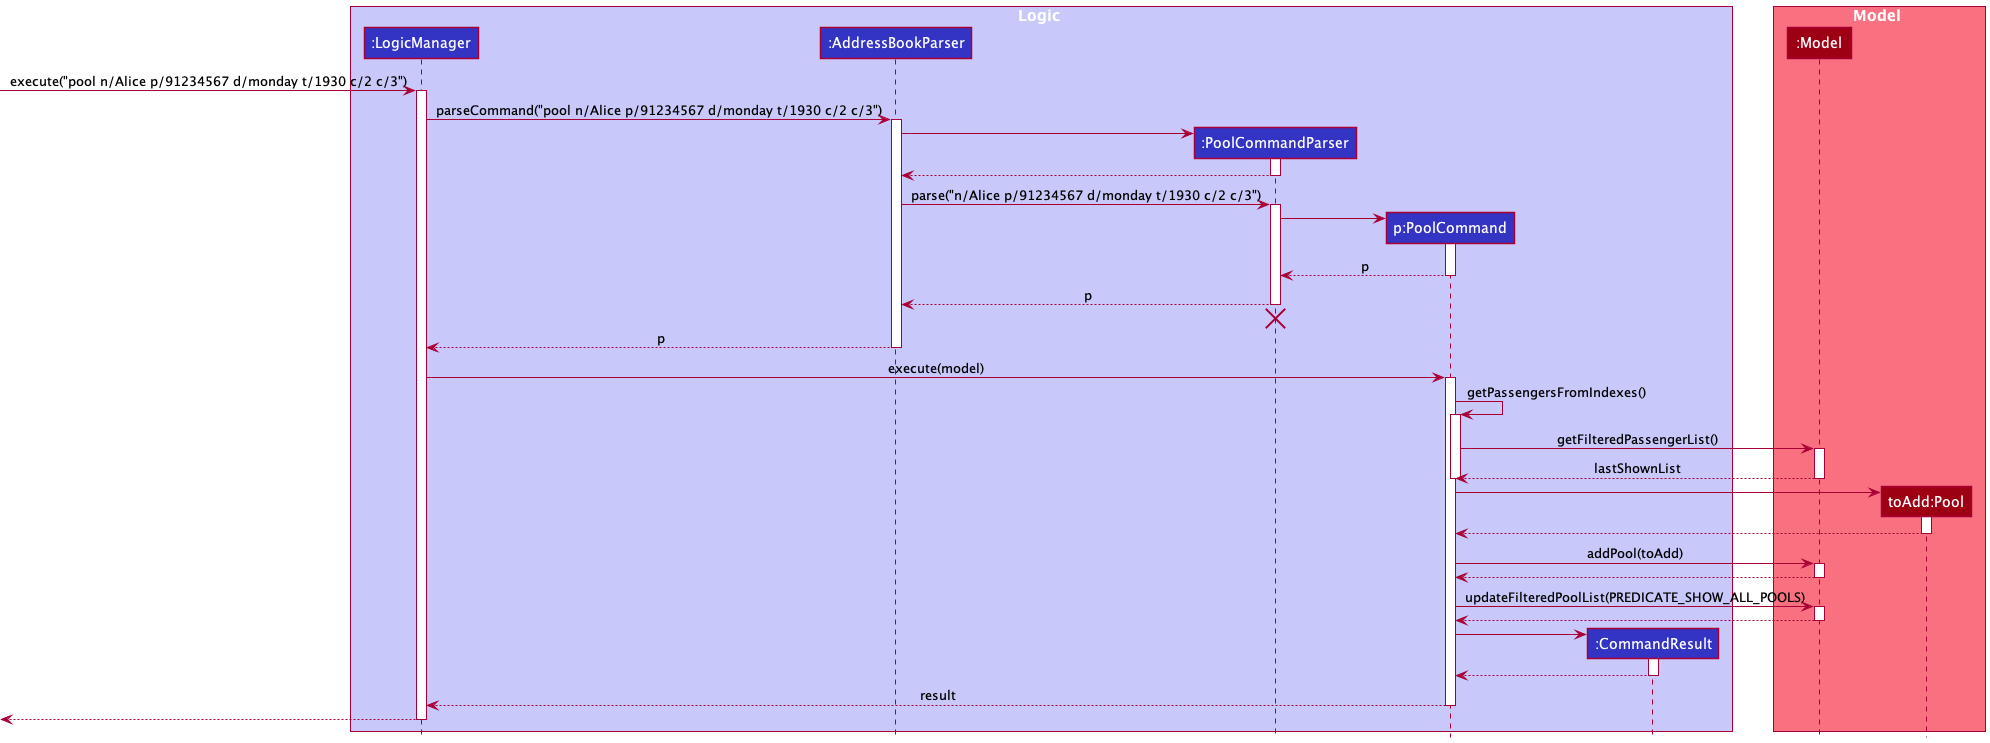 Logic
Model
:LogicManager
:AddressBookParser
:Model
execute("pool n/Alice p/91234567 d/monday t/1930 c/2 c/3")
parseCommand("pool n/Alice p/91234567 d/monday t/1930 c/2 c/3")
:PoolCommandParser
parse("n/Alice p/91234567 d/monday t/1930 c/2 c/3")
p:PoolCommand
p
p
p
execute(model)
getPassengersFromIndexes()
getFilteredPassengerList()
lastShownList
toAdd:Pool
addPool(toAdd)
updateFilteredPoolList(PREDICATE_SHOW_ALL_POOLS)
:CommandResult
result